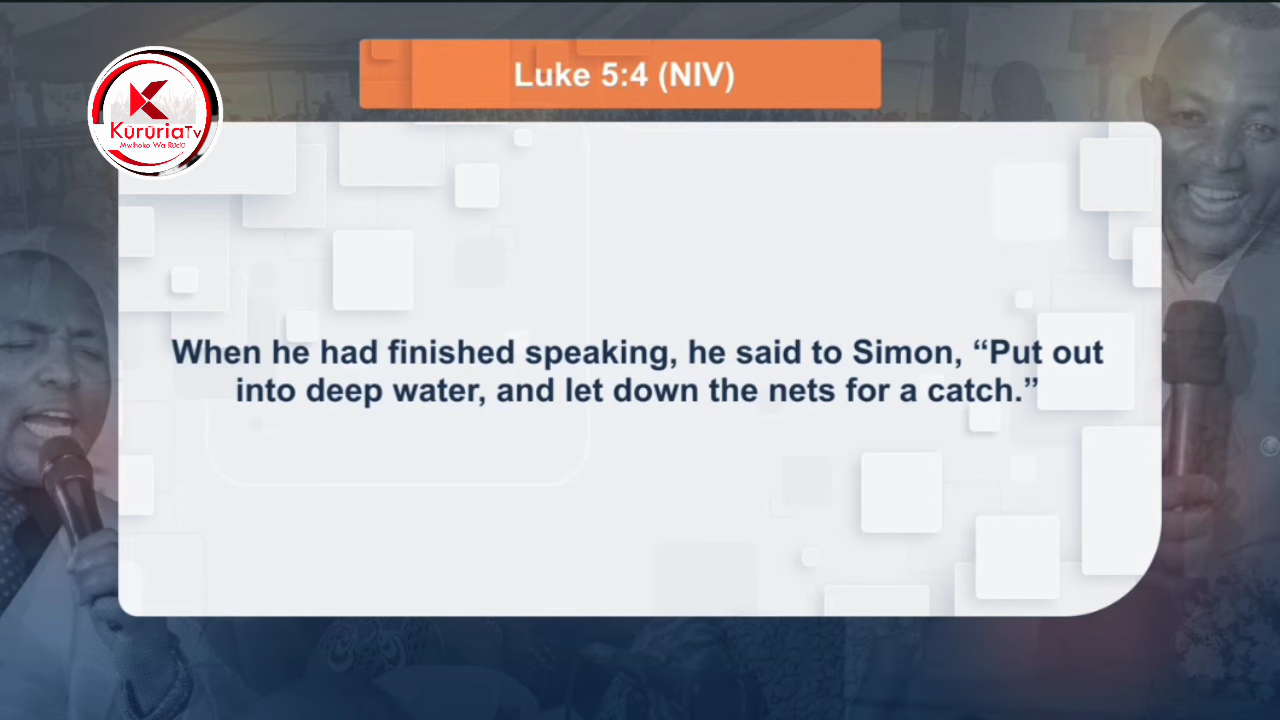 Luke 5:4 (NIV)
KũrũriaTv
When he had finished speaking, he said to Simon, “Put out
into deep water, and let down the nets for a catch.”